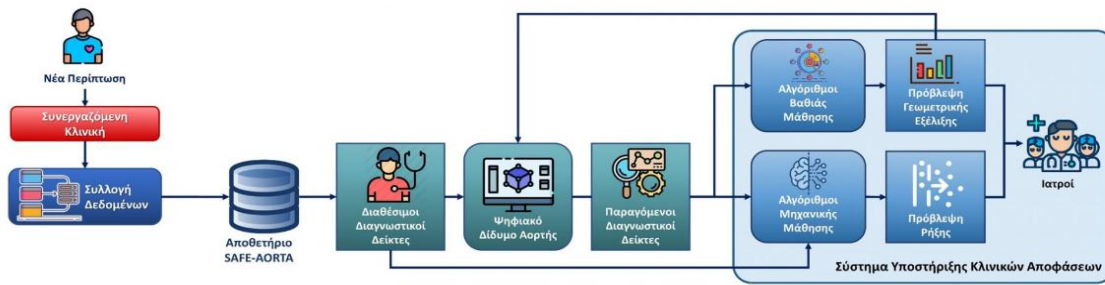 Νέα Περίπτωση
Συνεργαζόμενη
Κλινική
Συλλογή
Δεδομένων
Αποθετήριο
SAFE-AORTA
Διαθέσιμοι
Διαγνωστικοί
Δείκτες
Ψηφιακό
Δίδυμο Αορτής
Παραγόμενοι
Διαγνωστικοί
Δείκτες
Αλγόριθμοι
Βαθιάς
Μάθησης
Πρόβλεψη
Γεωμετρικής
Εξέλιξης
Αλγόριθμοι
Μηχανικής
Μάθησης
Πρόβλεψη
Ρήξης
Ιατροί
Σύστημα Υποστήριξης Κλινικών Αποφάσεων